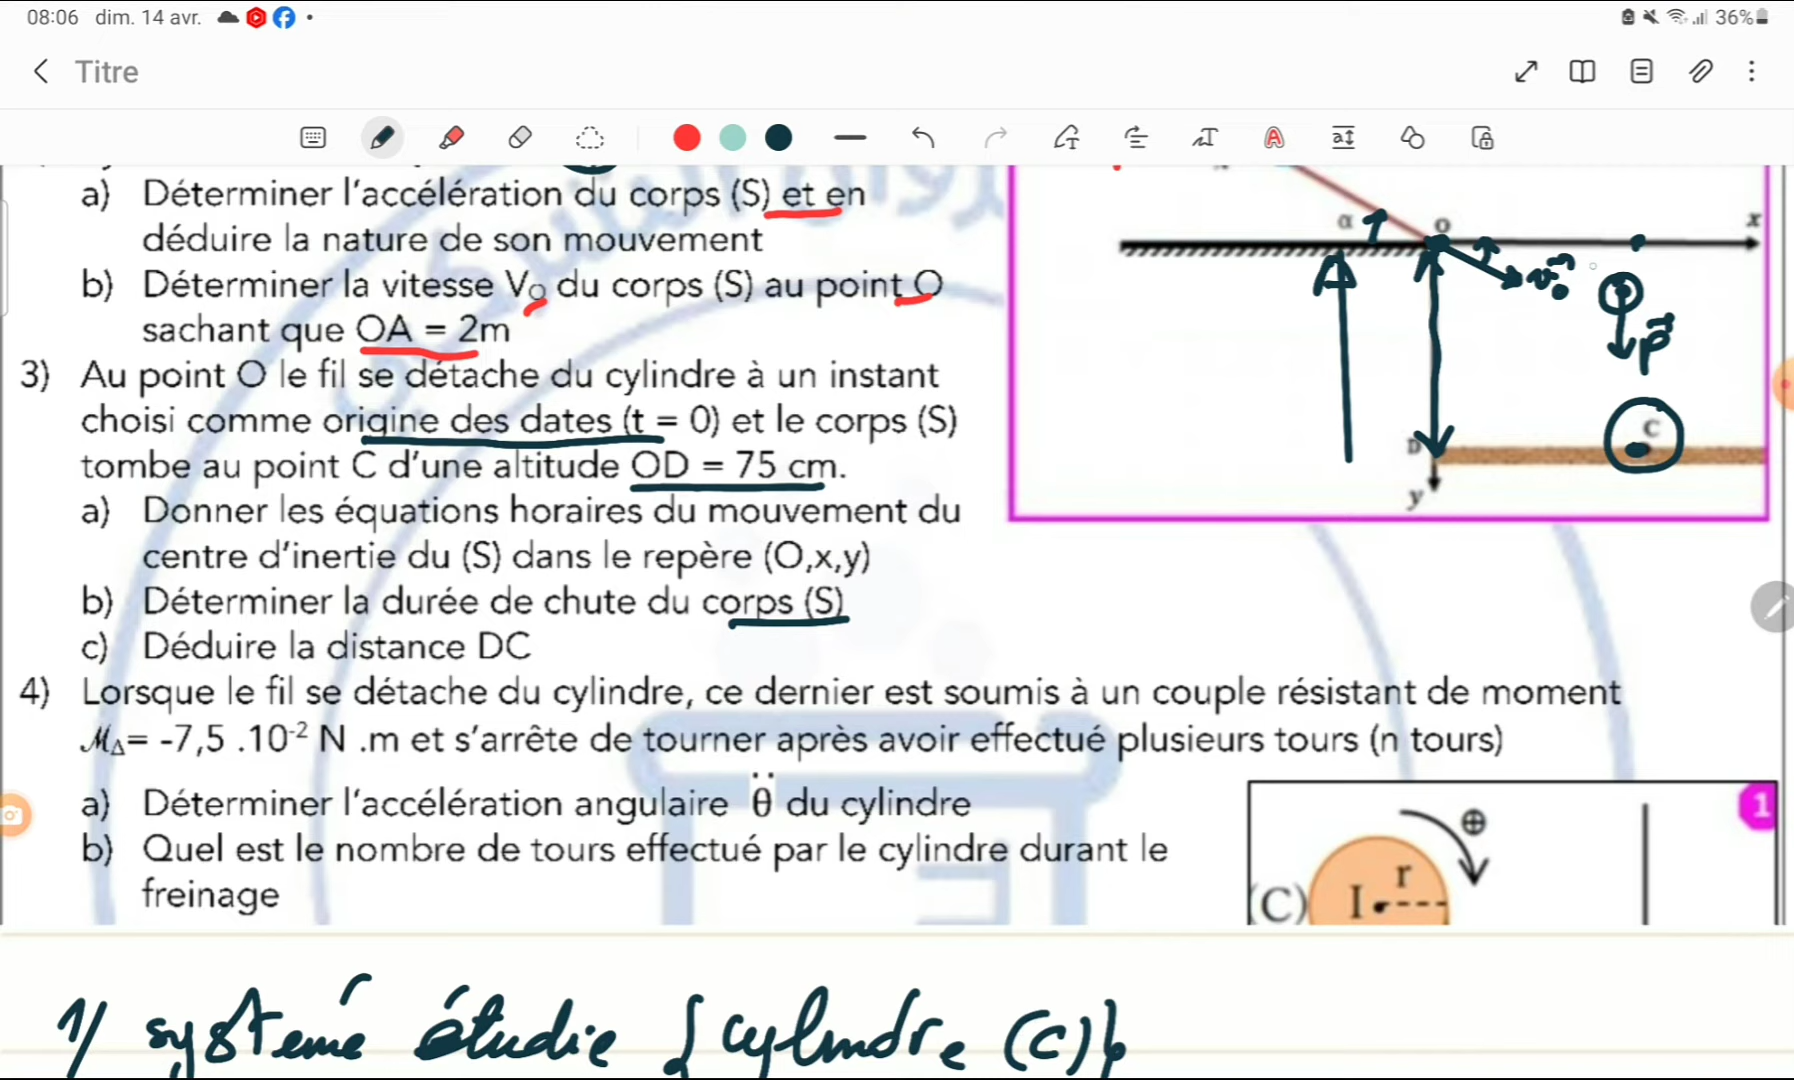 08:06 dim. 14 avr.
36%
Titre
a) Déterminer l'accélération du corps (S) et en
déduire la nature de son mouvement
b) Déterminer la vitesse V₀ du corps (S) au point O
sachant que OA = 2m
3) Au point O le fil se détache du cylindre à un instant
choisi comme origine des dates (t = 0) et le corps (S)
tombe au point C d'une altitude OD = 75 cm.
a) Donner les équations horaires du mouvement du
centre d'inertie du (S) dans le repère (O,x,y)
b) Déterminer la durée de chute du corps (S)
c) Déduire la distance DC
α O x
v₀
P
D C
y
4) Lorsque le fil se détache du cylindre, ce dernier est soumis à un couple résistant de moment
ℳΔ= -7,5 .10⁻² N .m et s'arrête de tourner après avoir effectué plusieurs tours (n tours)
a) Déterminer l'accélération angulaire θ̈ du cylindre
b) Quel est le nombre de tours effectué par le cylindre durant le
freinage
1
⊕
r
(C) I
1/ système étudie {cylindre (C)}